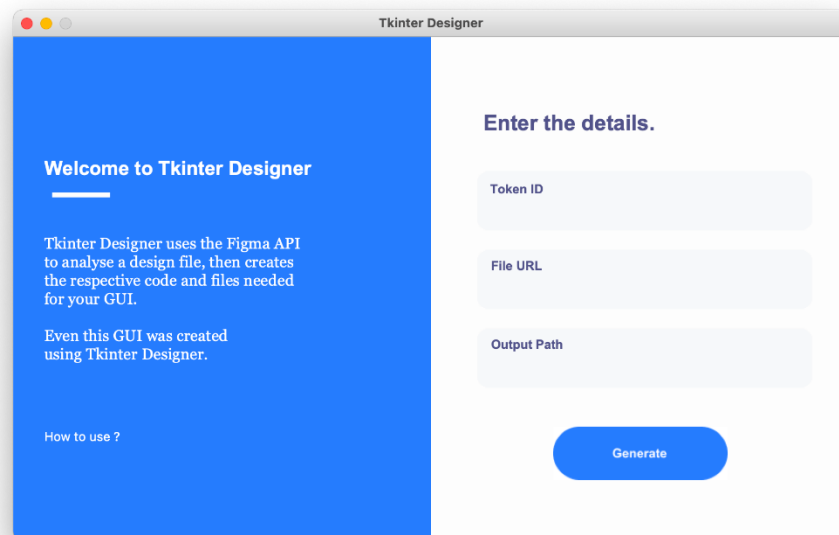 Tkinter Designer
Welcome to Tkinter Designer
Tkinter Designer uses the Figma API
to analyse a design file, then creates
the respective code and files needed
for your GUI.
Even this GUI was created
using Tkinter Designer.
How to use ?
Enter the details.
Token ID
File URL
Output Path
Generate